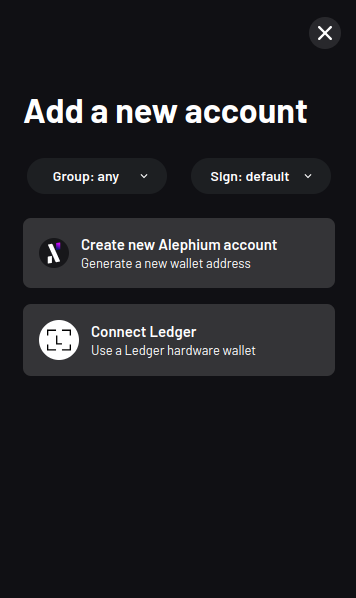 Add a new account
Group: any
Sign: default
Create new Alephium account
Generate a new wallet address
Connect Ledger
Use a Ledger hardware wallet